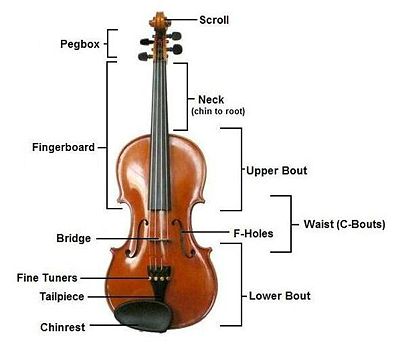 Scroll
Pegbox
Neck
(chin to root)
Fingerboard
Upper Bout
Waist (C-Bouts)
F-Holes
Bridge
Fine Tuners
Tailpiece
Lower Bout
Chinrest